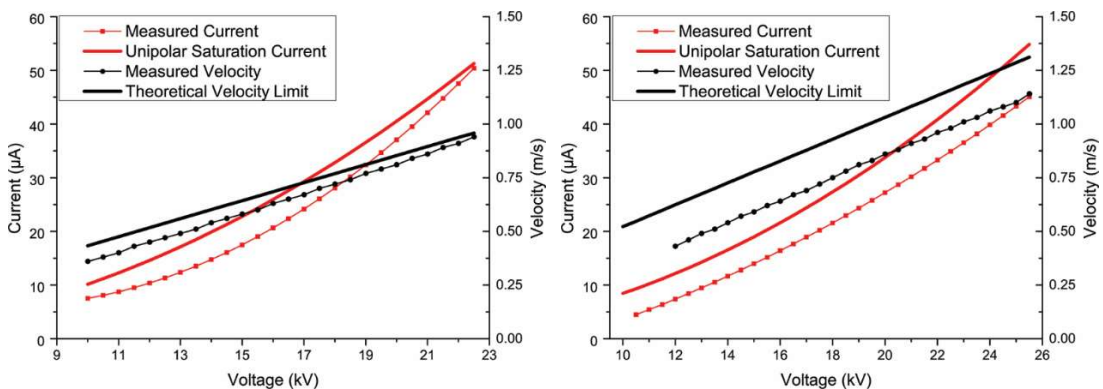 60
50
40
30
20
10
0
Current (µA)
Measured Current
Unipolar Saturation Current
Measured Velocity
Theoretical Velocity Limit
1.50
1.25
1.00
0.75
0.50
0.25
0.00
Velocity (m/s)
9 11 13 15 17 19 21 23
Voltage (kV)
60
50
40
30
20
10
0
Current (µA)
Measured Current
Unipolar Saturation Current
Measured Velocity
Theoretical Velocity Limit
1.50
1.25
1.00
0.75
0.50
0.25
0.00
Velocity (m/s)
10 12 14 16 18 20 22 24 26
Voltage (kV)